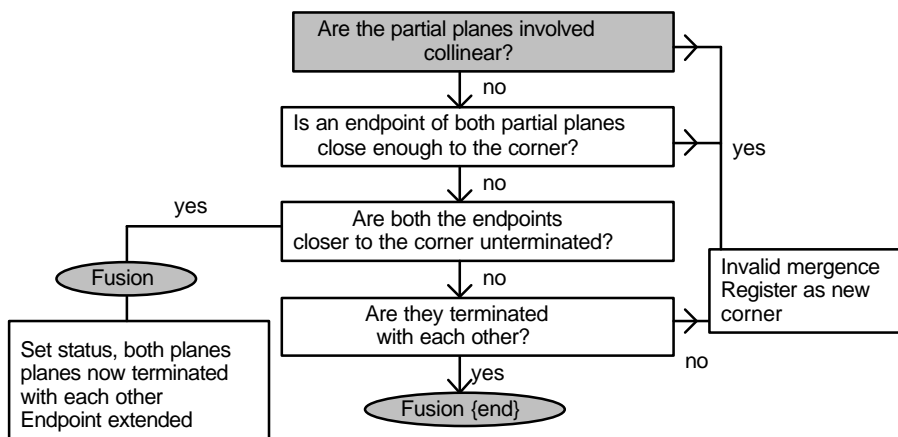 Are the partial planes involved
collinear?
no
Is an endpoint of both partial planes
close enough to the corner?
yes
no
yes
Are both the endpoints
closer to the corner unterminated?
Fusion
no
Invalid mergence
Register as new
corner
Are they terminated
with each other?
no
Set status, both planes
planes now terminated
with each other
Endpoint extended
yes
Fusion {end}